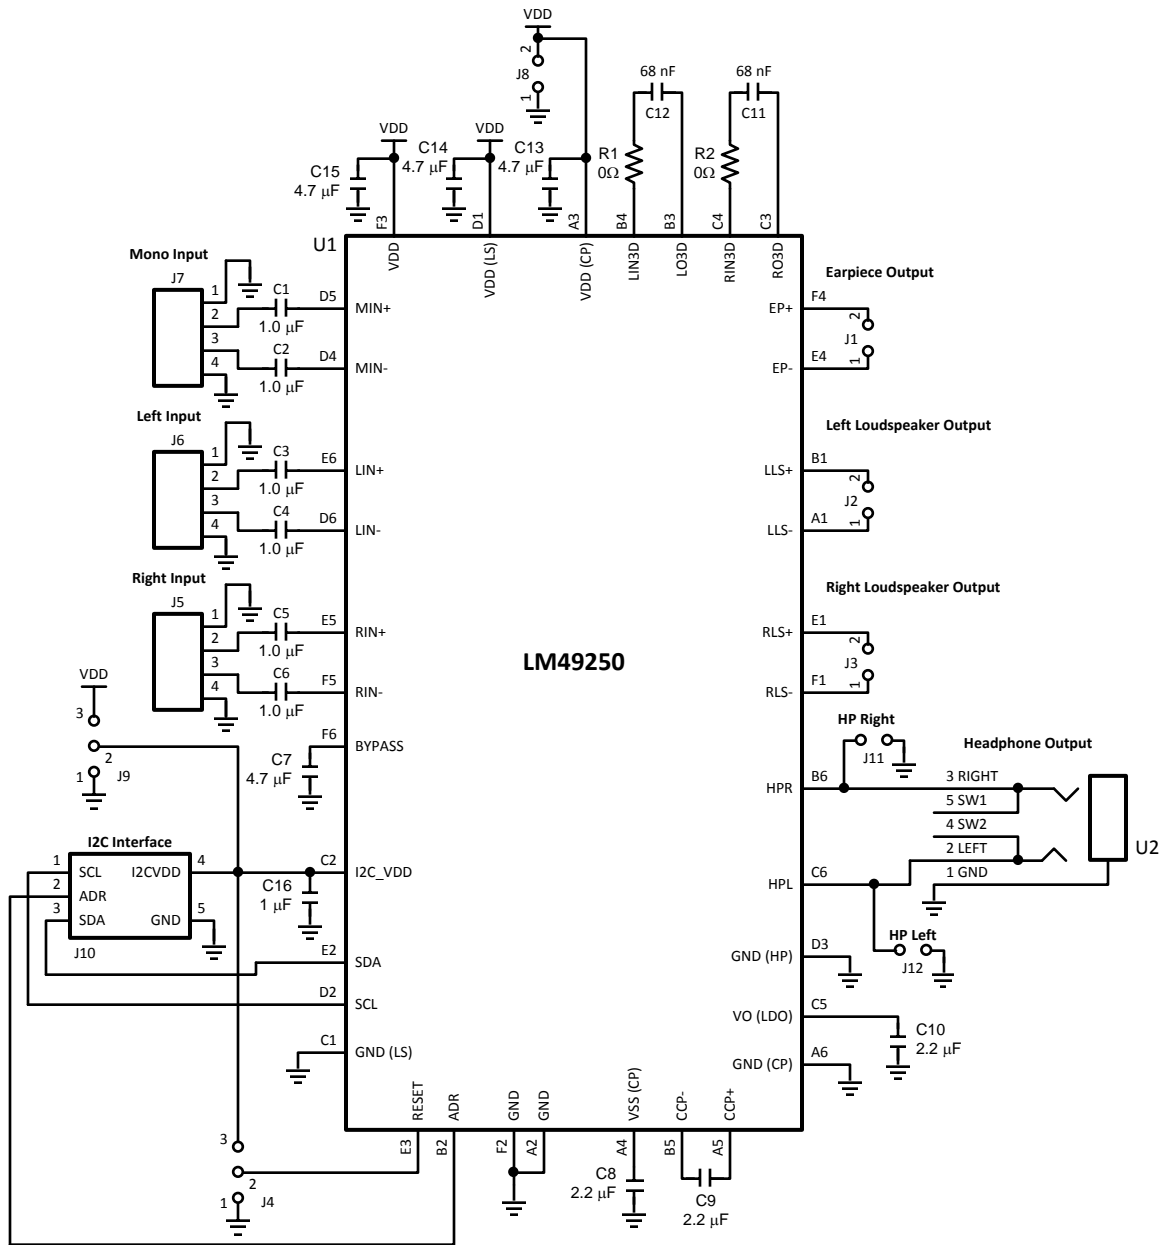 VDD
2
J8
1
68 nF
C12
68 nF
C11
VDD
C15
4.7 μF
VDD
C14
4.7 μF
C13
4.7 μF
R1
0Ω
R2
0Ω
F3
D1
A3
B4
B3
C4
C3
U1
VDD
VDD (LS)
VDD (CP)
LIN3D
LO3D
RIN3D
RO3D
Mono Input
J7
1
2
3
4
C1
1.0 μF
C2
1.0 μF
D5
MIN+
D4
MIN-
Left Input
J6
1
2
3
4
C3
1.0 μF
C4
1.0 μF
E6
LIN+
D6
LIN-
Right Input
J5
1
2
3
4
C5
1.0 μF
C6
1.0 μF
E5
RIN+
F5
RIN-
LM49250
Earpiece Output
EP+
F4
2
J1
1
EP-
E4
Left Loudspeaker Output
LLS+
B1
2
J2
1
LLS-
A1
Right Loudspeaker Output
RLS+
E1
2
J3
1
RLS-
F1
VDD
3
2
1
J9
F6
BYPASS
C7
4.7 μF
HP Right
J11
Headphone Output
HPR
B6
3 RIGHT
5 SW1
4 SW2
2 LEFT
1 GND
U2
HPL
C6
HP Left
J12
I2C Interface
1
SCL
2
ADR
3
SDA
I2CVDD
4
GND
5
J10
C2
I2C_VDD
C16
1 μF
E2
SDA
D2
SCL
C1
GND (LS)
GND (HP)
D3
VO (LDO)
C5
C10
2.2 μF
GND (CP)
A6
RESET
ADR
GND
GND
VSS (CP)
CCP-
CCP+
E3
B2
F2
A2
A4
B5
A5
3
2
1
J4
C8
2.2 μF
C9
2.2 μF